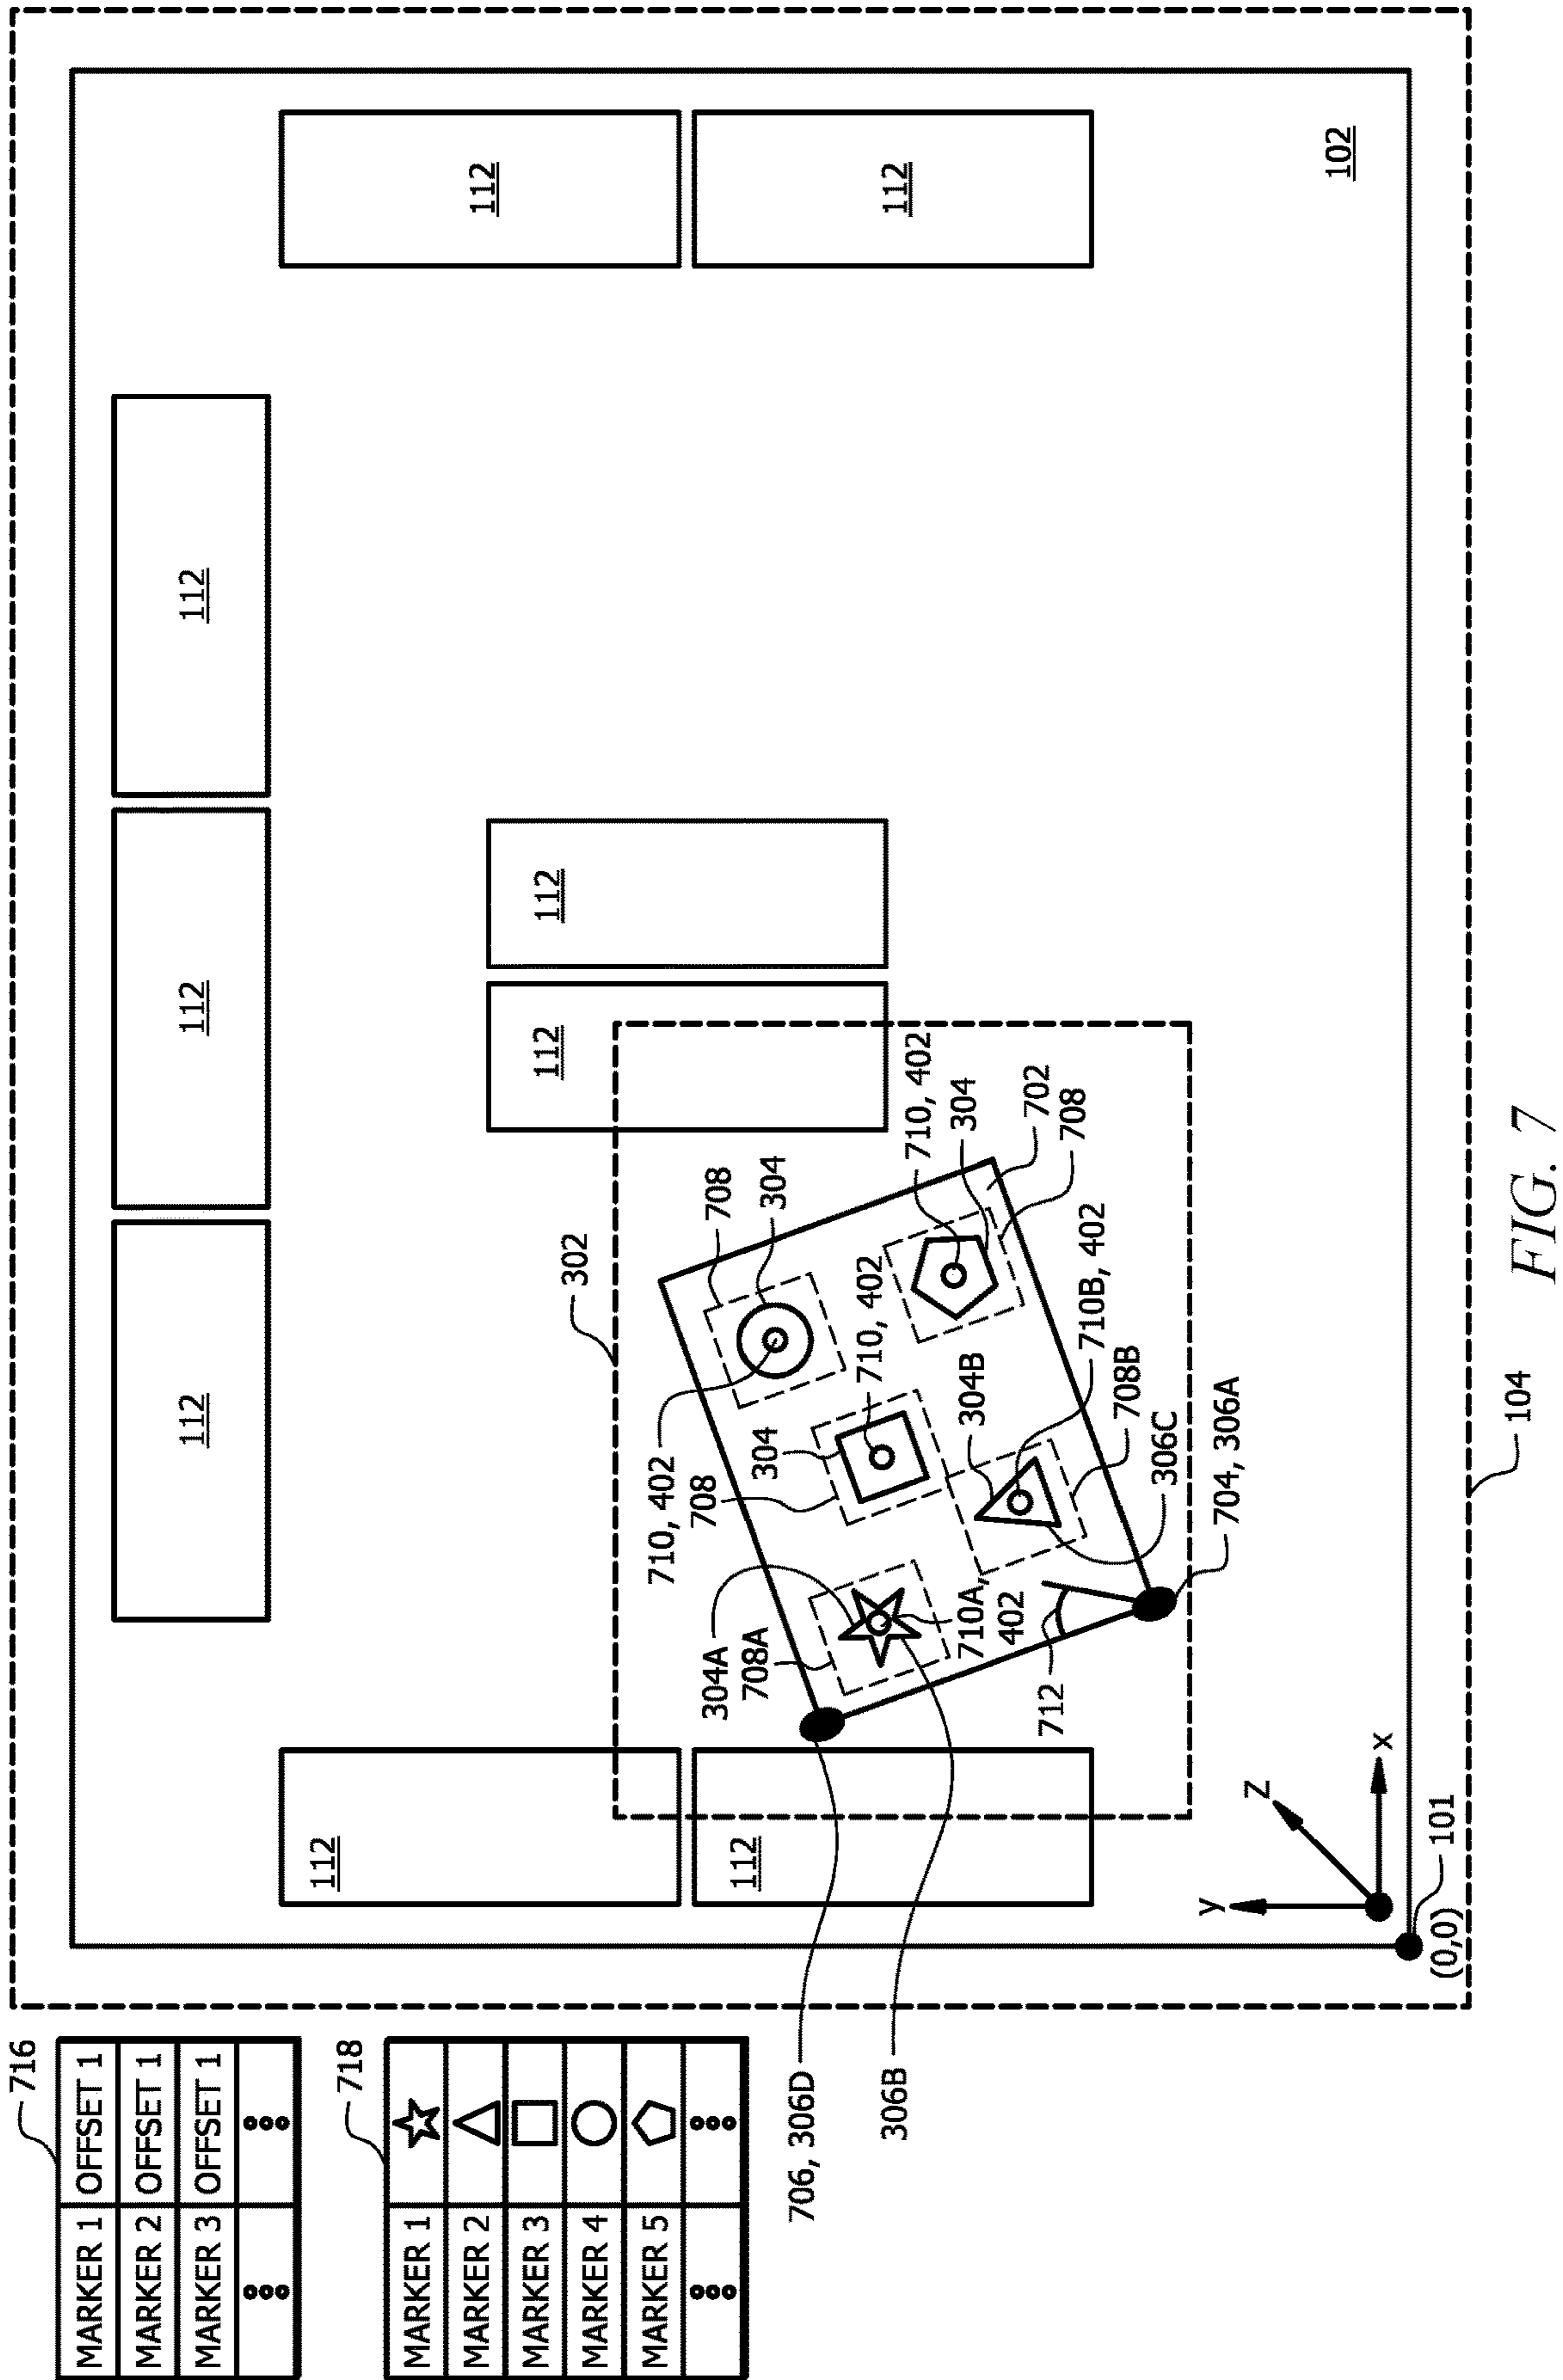 716
MARKER 1 OFFSET 1
MARKER 2 OFFSET 1
MARKER 3 OFFSET 1
718
MARKER 1
MARKER 2
MARKER 3
MARKER 4
MARKER 5
706, 306D
306B
112
112
112
112
112
112
112
112
112
302
710, 402
708
304
708
304
304A
708A
710, 402
710, 402
304
702
708
710A,
402
304B
710B, 402
708B
306C
704, 306A
712
y
Z
x
(0,0)
101
102
104
FIG. 7